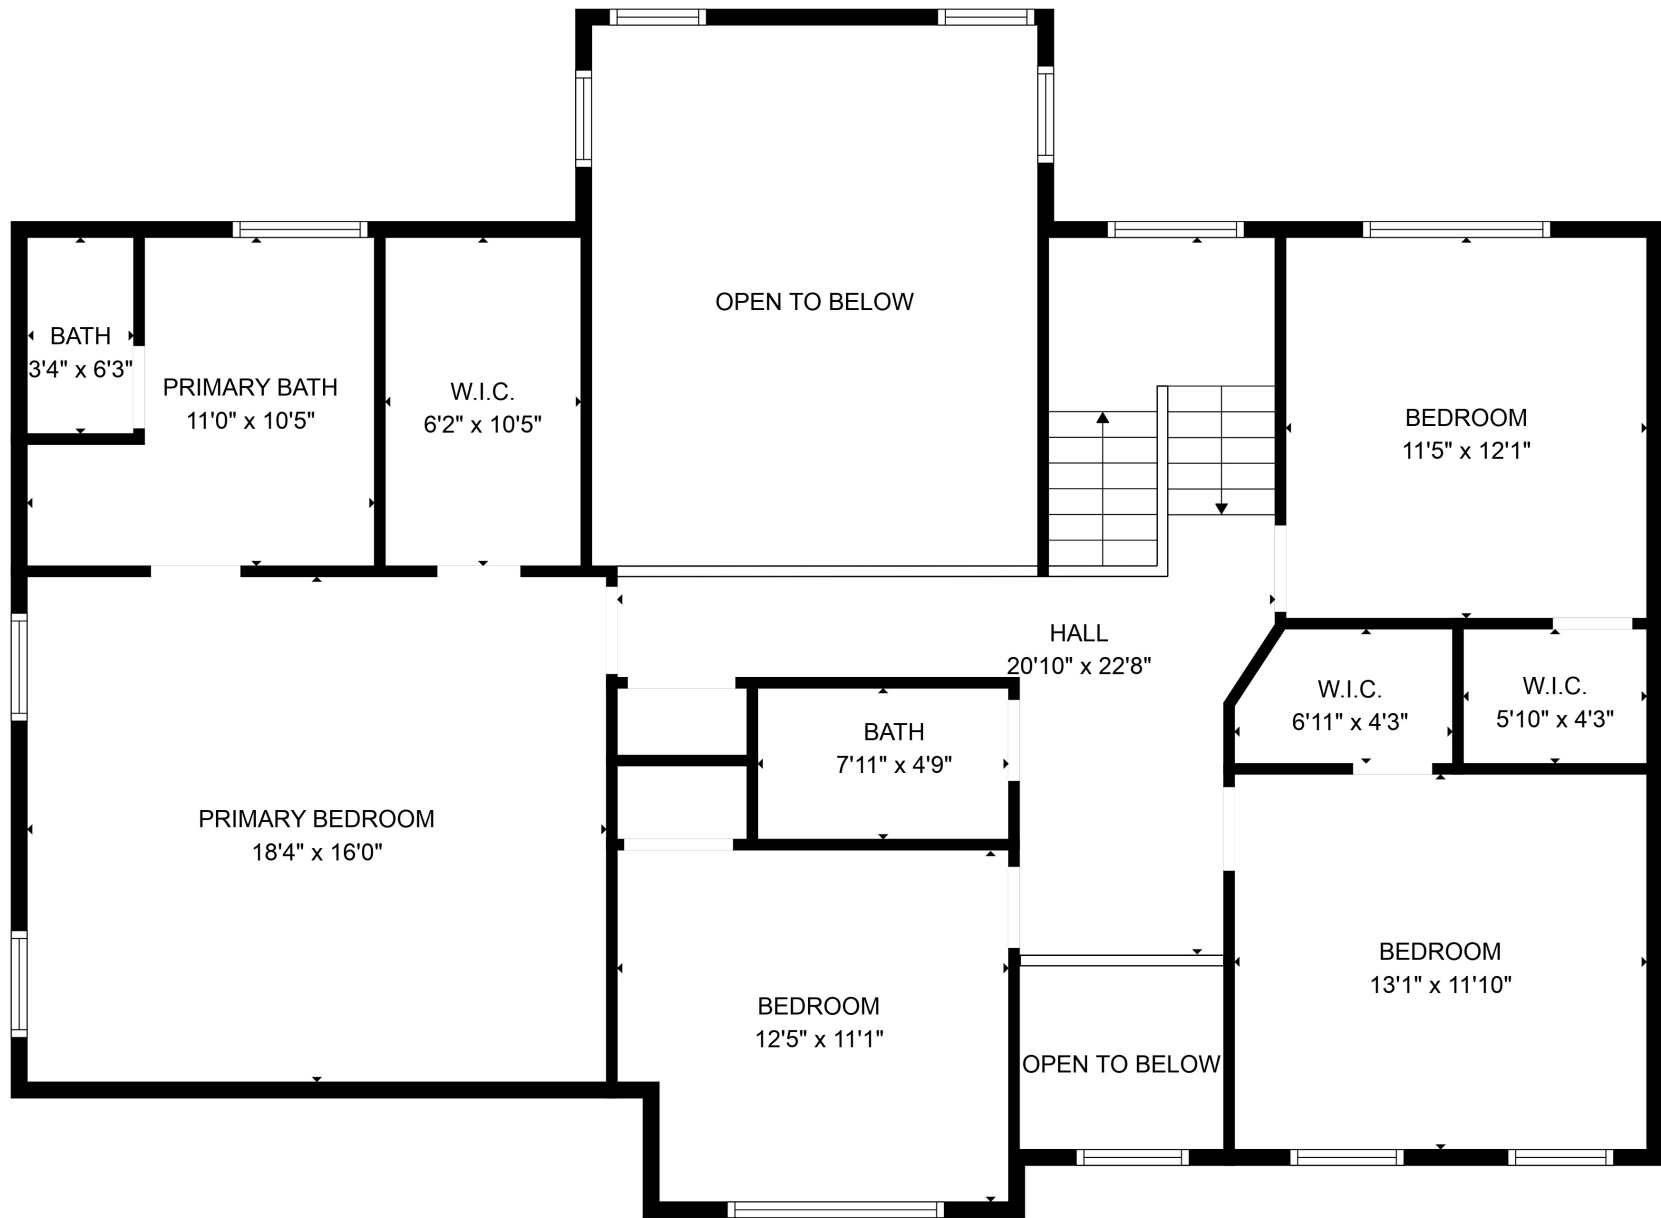 OPEN TO BELOW
BATH
3'4" x 6'3"
PRIMARY BATH
11'0" x 10'5"
W.I.C.
6'2" x 10'5"
BEDROOM
11'5" x 12'1"
HALL
20'10" x 22'8"
W.I.C.
6'11" x 4'3"
W.I.C.
5'10" x 4'3"
BATH
7'11" x 4'9"
PRIMARY BEDROOM
18'4" x 16'0"
BEDROOM
12'5" x 11'1"
OPEN TO BELOW
BEDROOM
13'1" x 11'10"